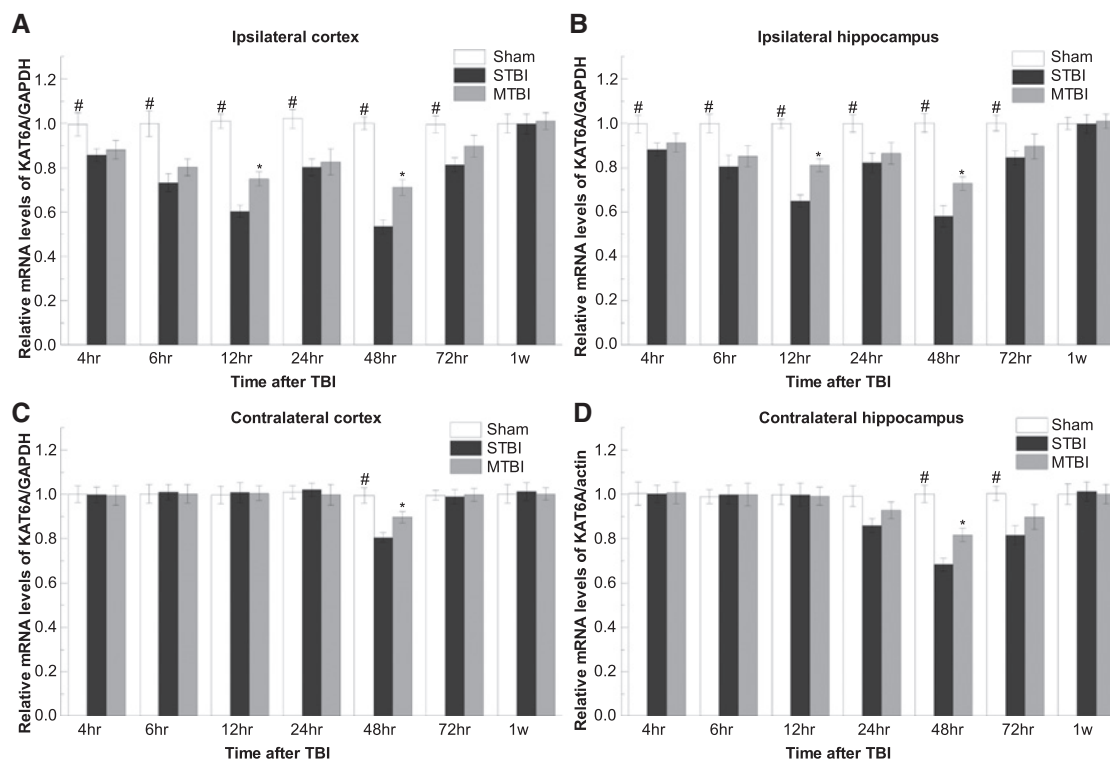 A
Ipsilateral cortex
Sham
STBI
MTBI
Relative mRNA levels of KAT6A/GAPDH
1.2
1.0
0.8
0.6
0.4
0.2
0.0
# # # # # #
* *
4hr 6hr 12hr 24hr 48hr 72hr 1w
Time after TBI
B
Ipsilateral hippocampus
Sham
STBI
MTBI
Relative mRNA levels of KAT6A/GAPDH
1.2
1.0
0.8
0.6
0.4
0.2
0.0
# # # # # #
* *
4hr 6hr 12hr 24hr 48hr 72hr 1w
Time after TBI
C
Contralateral cortex
Sham
STBI
MTBI
Relative mRNA levels of KAT6A/GAPDH
1.2
1.0
0.8
0.6
0.4
0.2
0.0
#
*
4hr 6hr 12hr 24hr 48hr 72hr 1w
Time after TBI
D
Contralateral hippocampus
Sham
STBI
MTBI
Relative mRNA levels of KAT6A/actin
1.2
1.0
0.8
0.6
0.4
0.2
0.0
# #
*
4hr 6hr 12hr 24hr 48hr 72hr 1w
Time after TBI